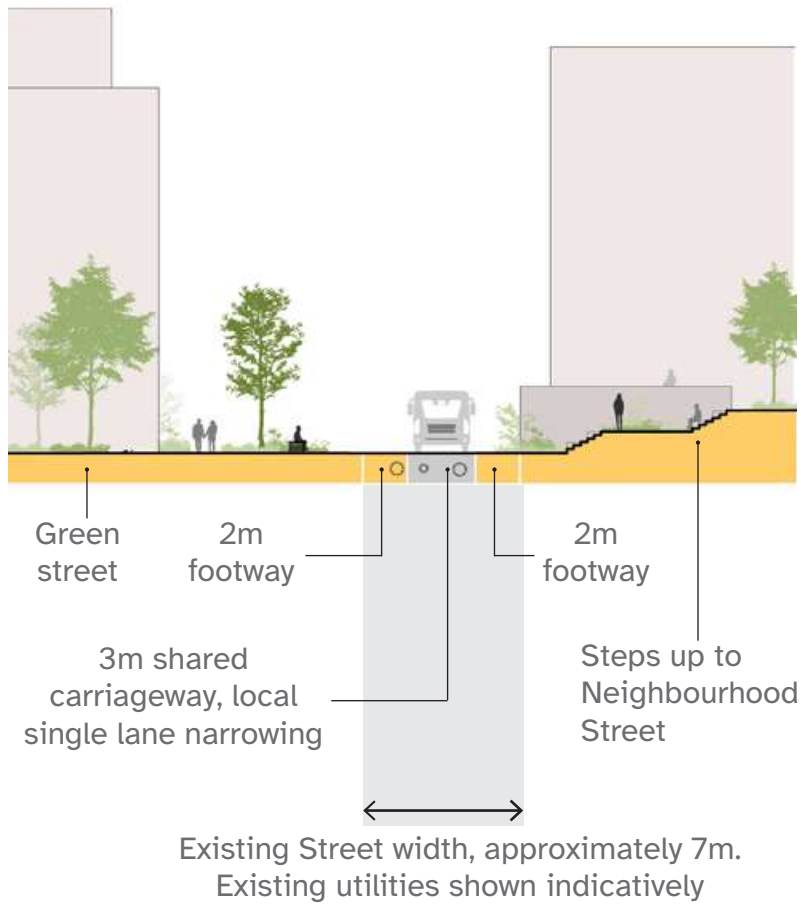 Green
street
2m
footway
2m
footway
3m shared
carriageway, local
single lane narrowing
Steps up to
Neighbourhood
Street
Existing Street width, approximately 7m.
Existing utilities shown indicatively